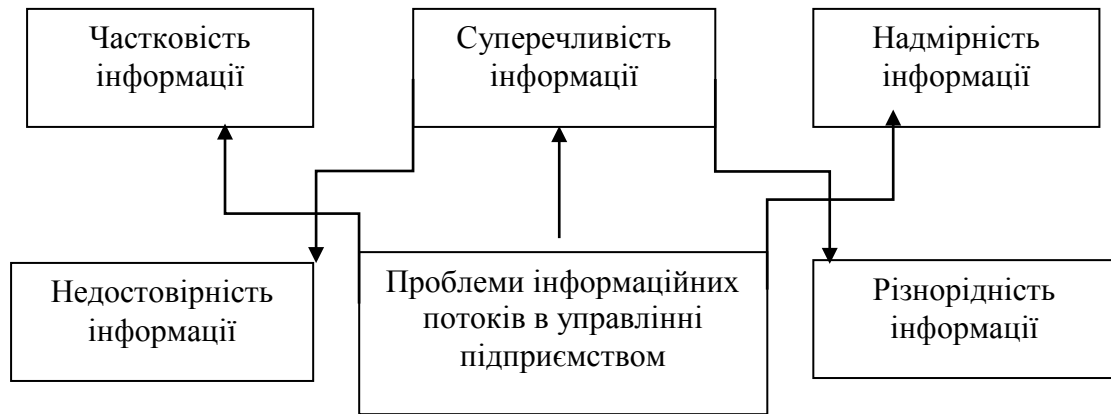 Частковість
інформації
Суперечливість
інформації
Надмірність
інформації
Недостовірність
інформації
Проблеми інформаційних
потоків в управлінні
підприємством
Різнорідність
інформації